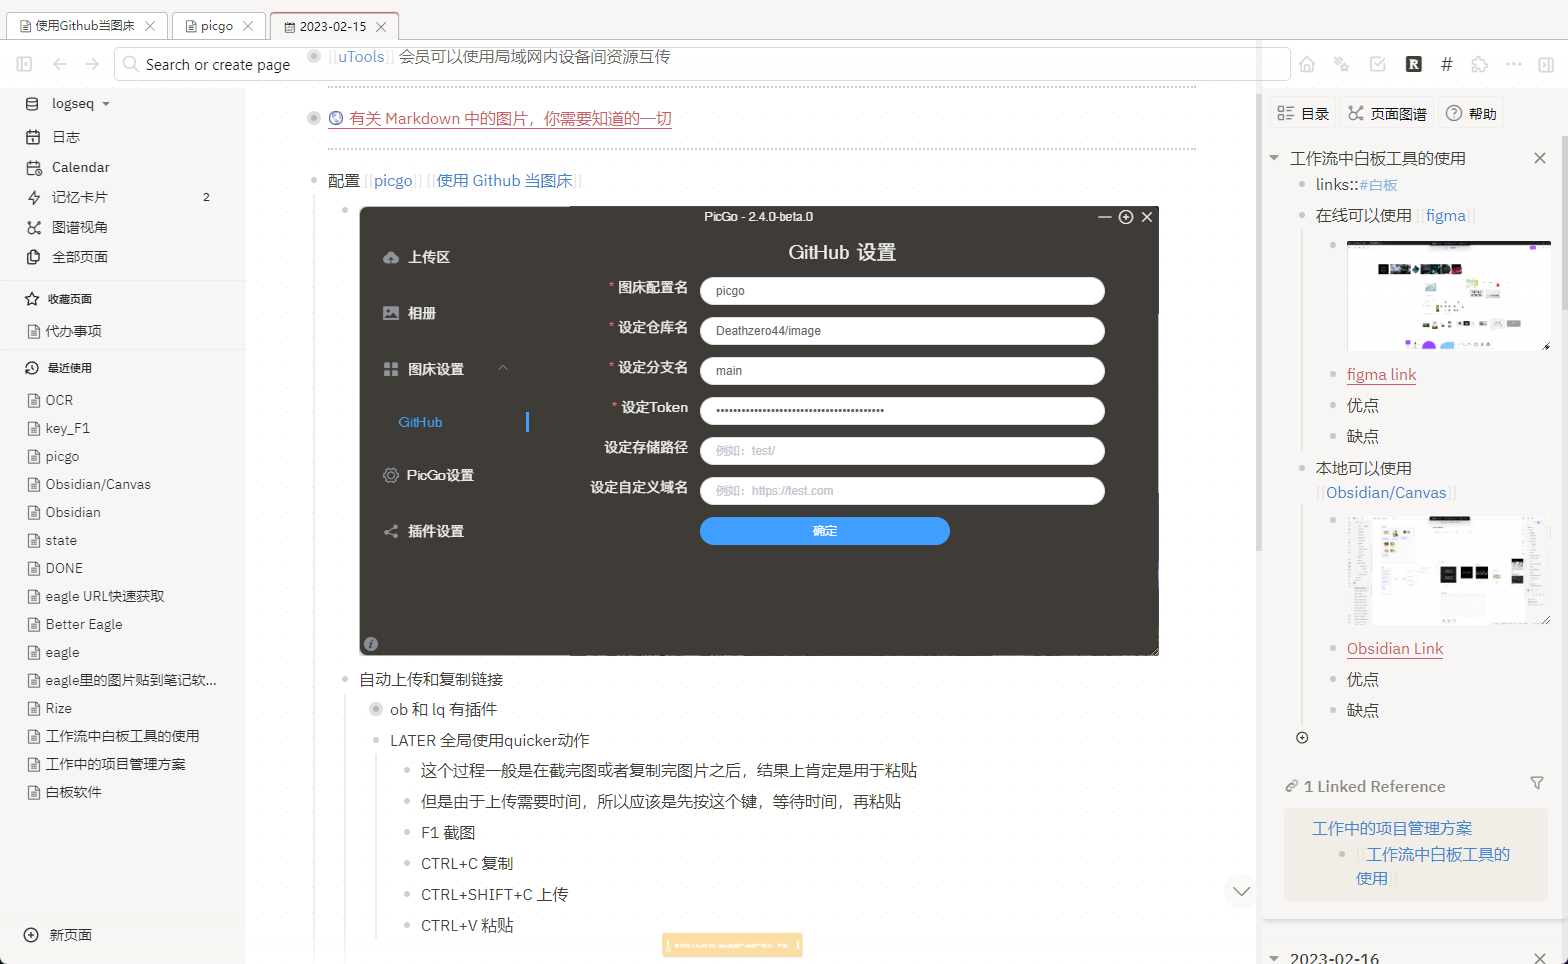 使用Github当图床
picgo
2023-02-15
Search or create page
[[uTools]] 会员可以使用局域网内设备间资源互传
logseq
日志
Calendar
记忆卡片 2
图谱视角
全部页面
收藏页面
代办事项
最近使用
OCR
key_F1
picgo
Obsidian/Canvas
Obsidian
state
DONE
eagle URL快速获取
Better Eagle
eagle
eagle里的图片贴到笔记软...
Rize
工作流中白板工具的使用
工作中的项目管理方案
白板软件
新页面
有关 Markdown 中的图片，你需要知道的一切
配置 [[picgo]] [[使用 Github 当图床]]
PicGo - 2.4.0-beta.0
上传区
相册
图床设置
GitHub
PicGo设置
插件设置
GitHub 设置
* 图床配置名 picgo
* 设定仓库名 Deathzero44/image
* 设定分支名 main
* 设定Token
设定存储路径 例如：test/
设定自定义域名 例如：https://test.com
确定
自动上传和复制链接
ob 和 lq 有插件
LATER 全局使用quicker动作
这个过程一般是在截完图或者复制完图片之后，结果上肯定是用于粘贴
但是由于上传需要时间，所以应该是先按这个键，等待时间，再粘贴
F1 截图
CTRL+C 复制
CTRL+SHIFT+C 上传
CTRL+V 粘贴
目录
页面图谱
帮助
工作流中白板工具的使用
links::#白板
在线可以使用 [[figma]]
figma link
优点
缺点
本地可以使用
[[Obsidian/Canvas]]
Obsidian Link
优点
缺点
1 Linked Reference
工作中的项目管理方案
[[工作流中白板工具的
使用]]
2023-02-16